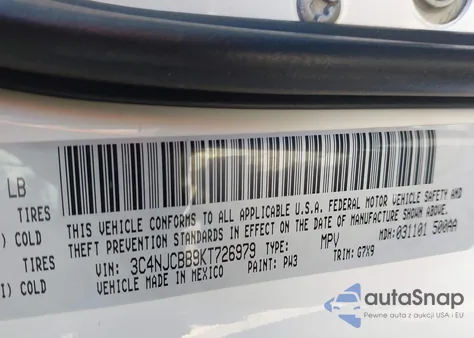 LB
TIRES
) COLD
TIRES
I) COLD
THIS VEHICLE CONFORMS TO ALL APPLICABLE U.S.A. FEDERAL MOTOR VEHICLE SAFETY AND
THEFT PREVENTION STANDARDS IN EFFECT ON THE DATE OF MANUFACTURE SHOWN ABOVE.
VIN: 3C4NJCBB9KT726979 TYPE: MPV MDH: 031101 500AA
VEHICLE MADE IN MEXICO PAINT: PW3 TRIM: G7X9
autoSnap
Pewne auta z aukcji USA i EU